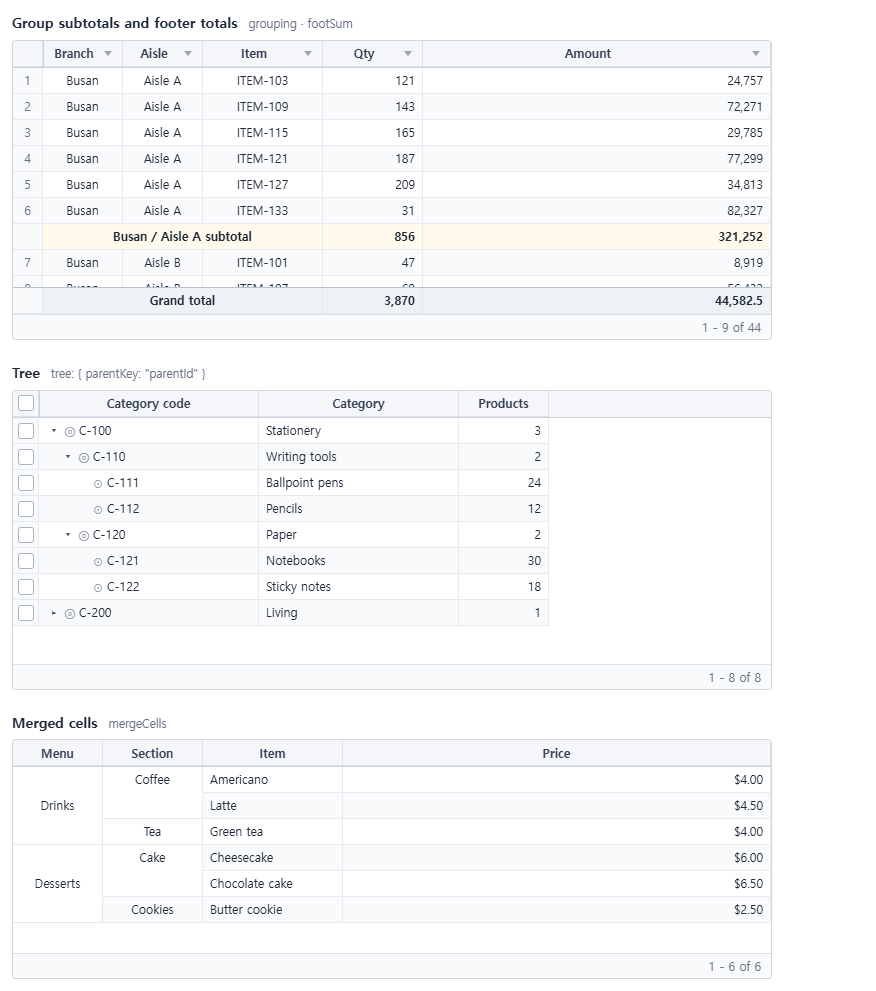 Group subtotals and footer totals grouping · footSum
Branch Aisle Item Qty Amount
1 Busan Aisle A ITEM-103 121 24,757
2 Busan Aisle A ITEM-109 143 72,271
3 Busan Aisle A ITEM-115 165 29,785
4 Busan Aisle A ITEM-121 187 77,299
5 Busan Aisle A ITEM-127 209 34,813
6 Busan Aisle A ITEM-133 31 82,327
Busan / Aisle A subtotal 856 321,252
7 Busan Aisle B ITEM-101 47 8,919
Grand total 3,870 44,582.5
1 - 9 of 44
Tree tree: { parentKey: "parentId" }
Category code Category Products
C-100 Stationery 3
C-110 Writing tools 2
C-111 Ballpoint pens 24
C-112 Pencils 12
C-120 Paper 2
C-121 Notebooks 30
C-122 Sticky notes 18
C-200 Living 1
1 - 8 of 8
Merged cells mergeCells
Menu Section Item Price
Coffee Americano $4.00
Drinks Latte $4.50
Tea Green tea $4.00
Cake Cheesecake $6.00
Desserts Chocolate cake $6.50
Cookies Butter cookie $2.50
1 - 6 of 6